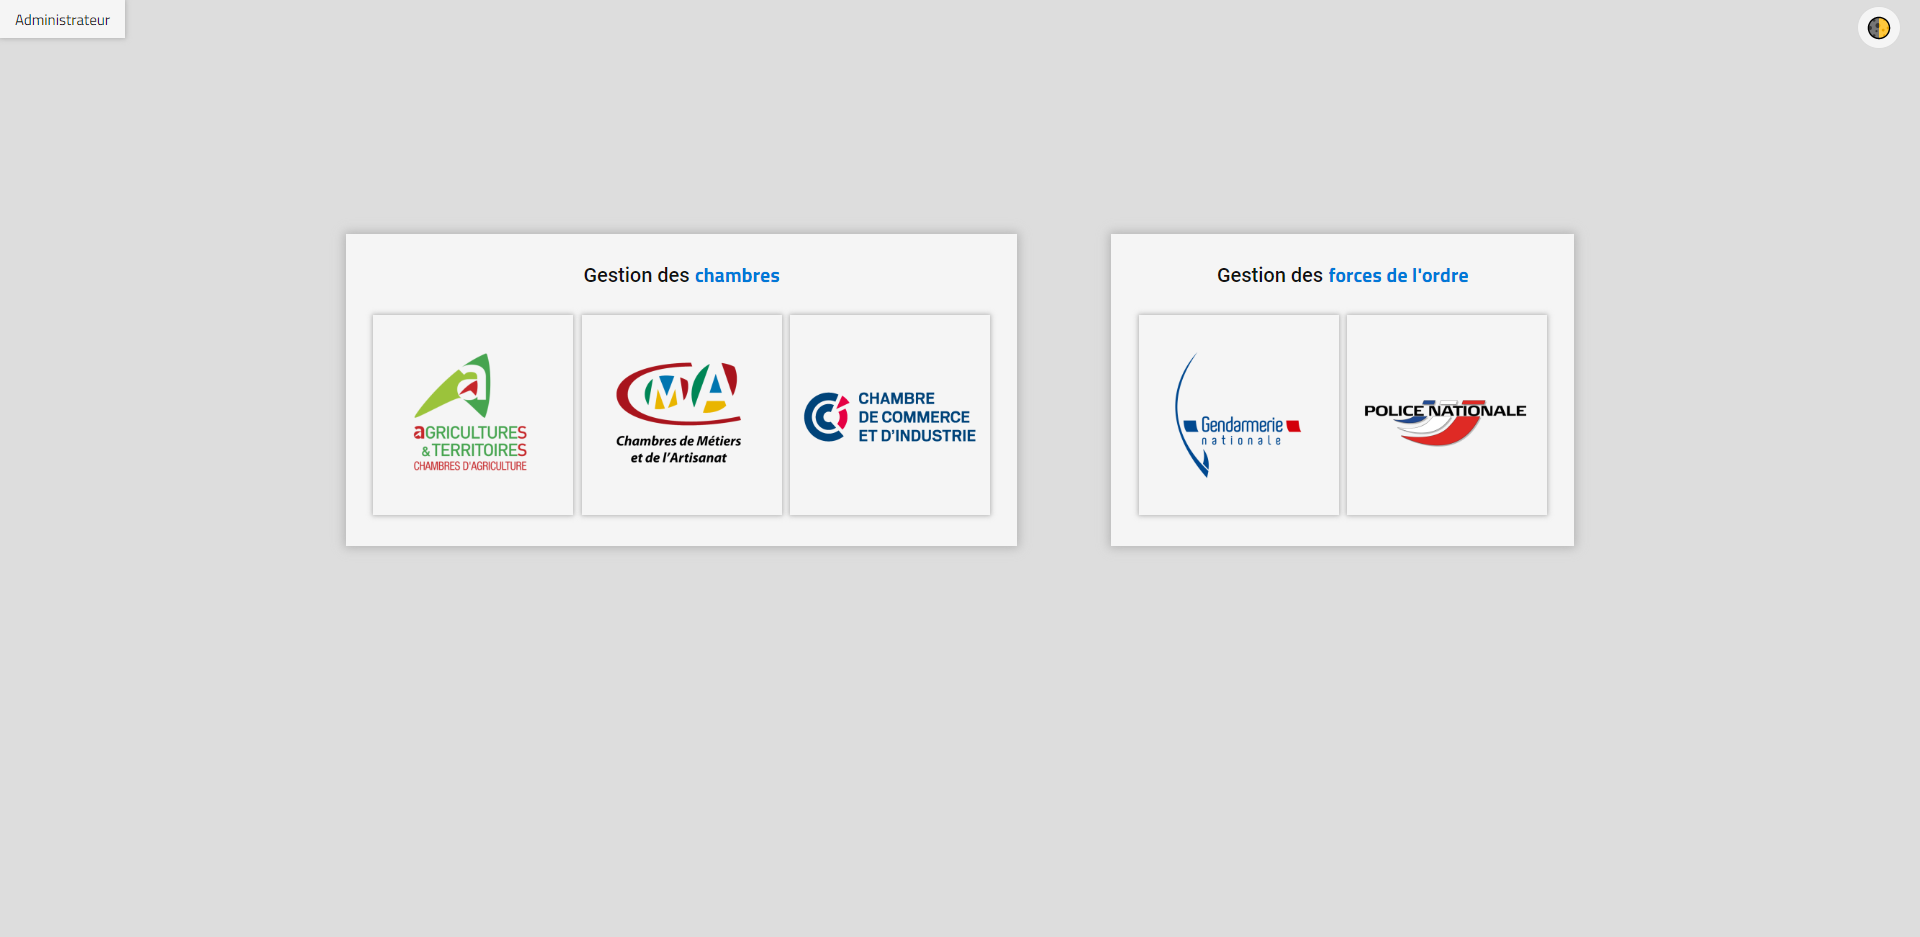 Administrateur
Gestion des chambres
aGRICULTURES
& TERRITOIRES
CHAMBRES D'AGRICULTURE
CMA
Chambres de Métiers
et de l'Artisanat
CHAMBRE
DE COMMERCE
ET D'INDUSTRIE
Gestion des forces de l'ordre
Gendarmerie
nationale
POLICE NATIONALE